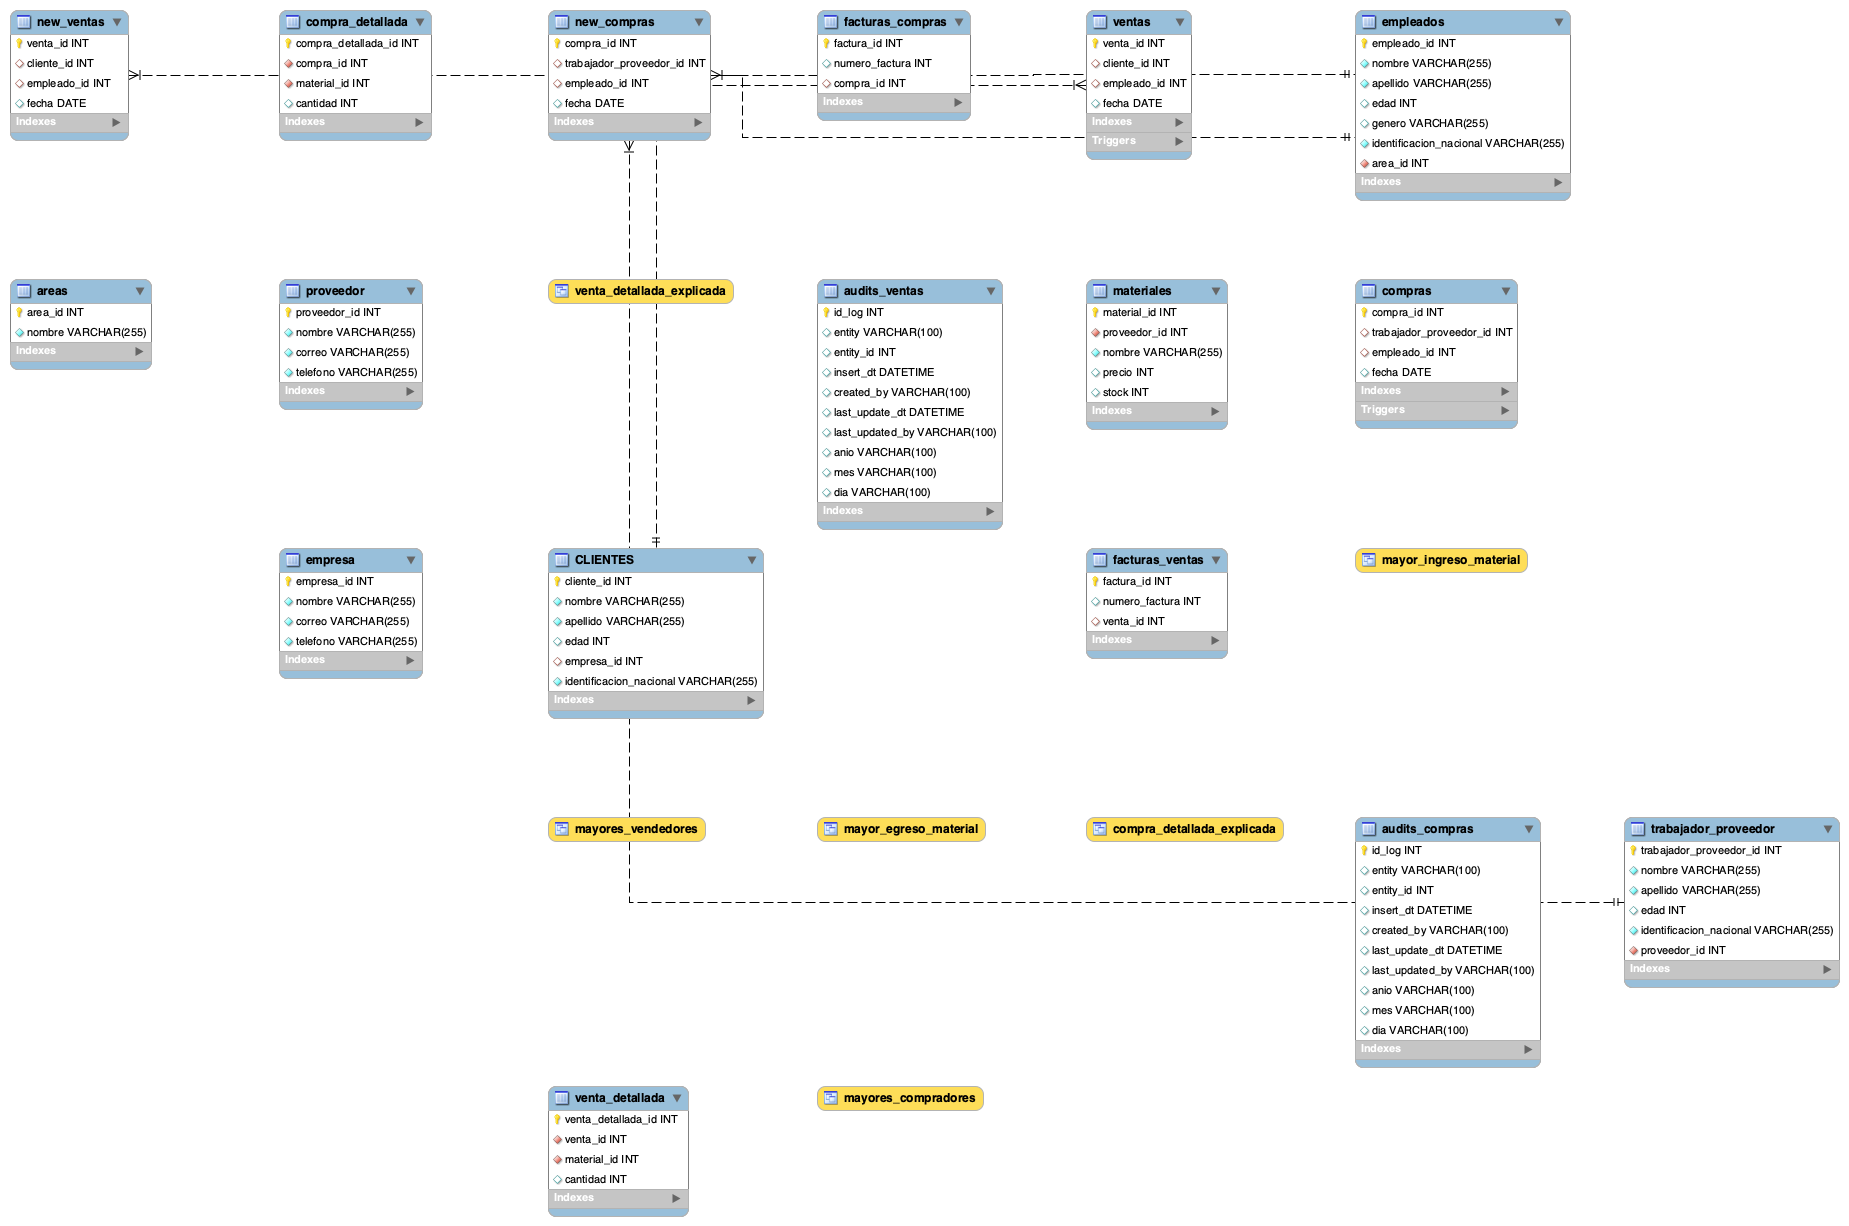 new_ventas
venta_id INT
cliente_id INT
empleado_id INT
fecha DATE
Indexes
compra_detallada
compra_detallada_id INT
compra_id INT
material_id INT
cantidad INT
Indexes
new_compras
compra_id INT
trabajador_proveedor_id INT
empleado_id INT
fecha DATE
Indexes
facturas_compras
factura_id INT
numero_factura INT
compra_id INT
Indexes
ventas
venta_id INT
cliente_id INT
empleado_id INT
fecha DATE
Indexes
Triggers
empleados
empleado_id INT
nombre VARCHAR(255)
apellido VARCHAR(255)
edad INT
genero VARCHAR(255)
identificacion_nacional VARCHAR(255)
area_id INT
Indexes
areas
area_id INT
nombre VARCHAR(255)
Indexes
proveedor
proveedor_id INT
nombre VARCHAR(255)
correo VARCHAR(255)
telefono VARCHAR(255)
Indexes
venta_detallada_explicada
audits_ventas
id_log INT
entity VARCHAR(100)
entity_id INT
insert_dt DATETIME
created_by VARCHAR(100)
last_update_dt DATETIME
last_updated_by VARCHAR(100)
anio VARCHAR(100)
mes VARCHAR(100)
dia VARCHAR(100)
Indexes
materiales
material_id INT
proveedor_id INT
nombre VARCHAR(255)
precio INT
stock INT
Indexes
compras
compra_id INT
trabajador_proveedor_id INT
empleado_id INT
fecha DATE
Indexes
Triggers
empresa
empresa_id INT
nombre VARCHAR(255)
correo VARCHAR(255)
telefono VARCHAR(255)
Indexes
CLIENTES
cliente_id INT
nombre VARCHAR(255)
apellido VARCHAR(255)
edad INT
empresa_id INT
identificacion_nacional VARCHAR(255)
Indexes
facturas_ventas
factura_id INT
numero_factura INT
venta_id INT
Indexes
mayor_ingreso_material
mayores_vendedores
mayor_egreso_material
compra_detallada_explicada
audits_compras
id_log INT
entity VARCHAR(100)
entity_id INT
insert_dt DATETIME
created_by VARCHAR(100)
last_update_dt DATETIME
last_updated_by VARCHAR(100)
anio VARCHAR(100)
mes VARCHAR(100)
dia VARCHAR(100)
Indexes
trabajador_proveedor
trabajador_proveedor_id INT
nombre VARCHAR(255)
apellido VARCHAR(255)
edad INT
identificacion_nacional VARCHAR(255)
proveedor_id INT
Indexes
venta_detallada
venta_detallada_id INT
venta_id INT
material_id INT
cantidad INT
Indexes
mayores_compradores